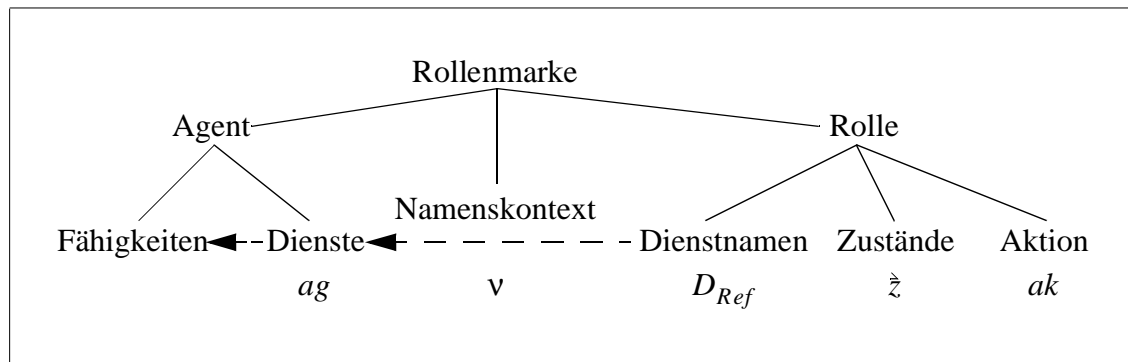 Rollenmarke
Agent Rolle
Namenskontext
Fähigkeiten Dienste Dienstnamen Zustände Aktion
ag ν D_Ref z⃗ ak